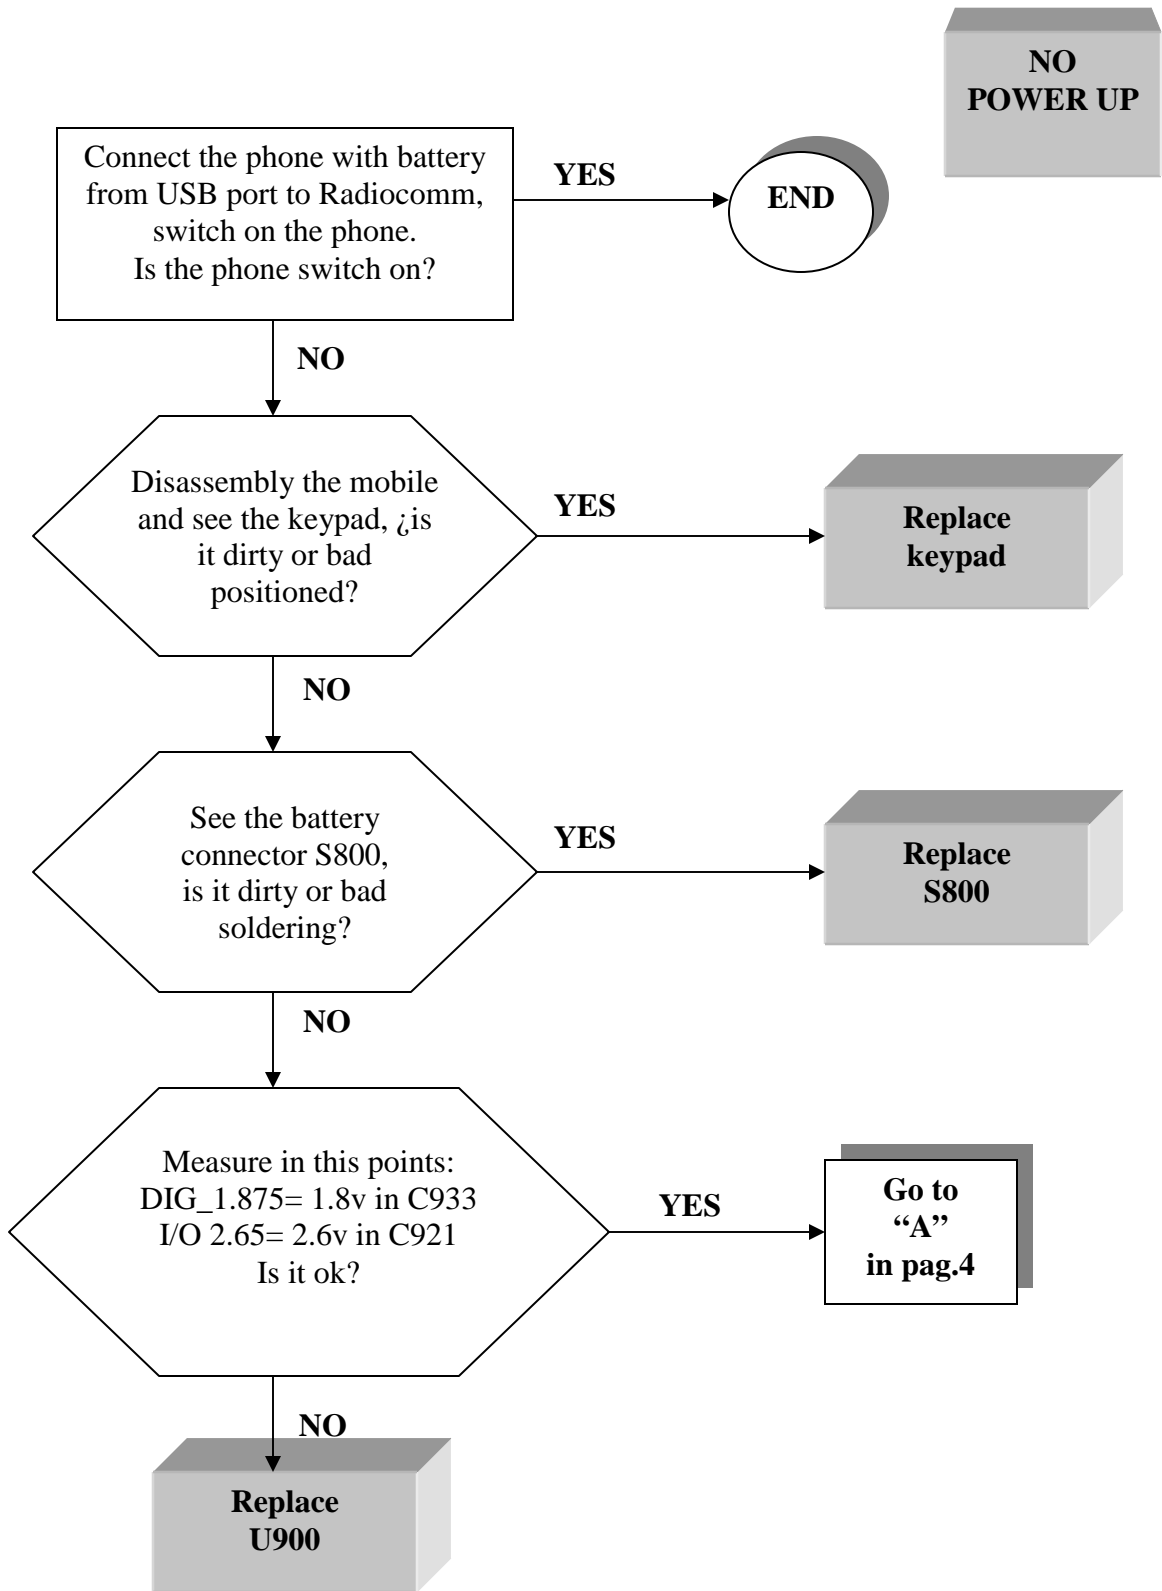 NO
POWER UP
Connect the phone with battery
from USB port to Radiocomm,
switch on the phone.
Is the phone switch on?
YES
END
NO
Disassembly the mobile
and see the keypad, ¿is
it dirty or bad
positioned?
YES
Replace
keypad
NO
See the battery
connector S800,
is it dirty or bad
soldering?
YES
Replace
S800
NO
Measure in this points:
DIG_1.875= 1.8v in C933
I/O 2.65= 2.6v in C921
Is it ok?
YES
Go to
“A”
in pag.4
NO
Replace
U900